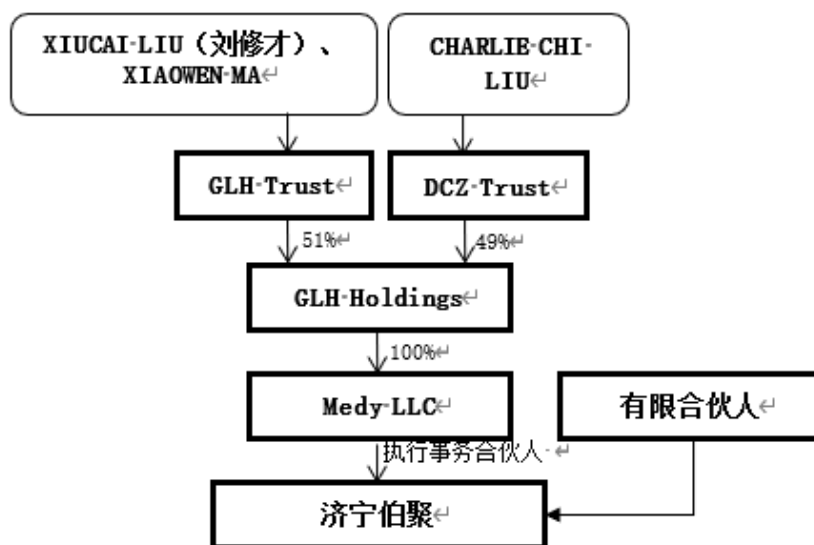 XIUCAI·LIU（刘修才）、
XIAOWEN·MA↵
CHARLIE·CHI·
LIU↵
GLH·Trust↵
DCZ·Trust↵
51%↵
49%↵
GLH·Holdings↵
100%↵
Medy·LLC↵
有限合伙人↵
执行事务合伙人·↵
济宁伯聚↵